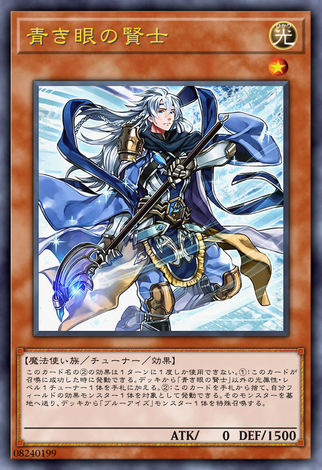 青き眼の賢士
光
【魔法使い族／チューナー／効果】
このカード名の②の効果は１ターンに１度しか使用できない。①：このカードが
召喚に成功した時に発動できる。デッキから「青き眼の賢士」以外の光属性・レ
ベル１チューナー１体を手札に加える。②：このカードを手札から捨て、自分フ
ィールドの効果モンスター１体を対象として発動できる。そのモンスターを墓
地へ送り、デッキから「ブルーアイズ」モンスター１体を特殊召喚する。
ATK/ 0 DEF/1500
08240199